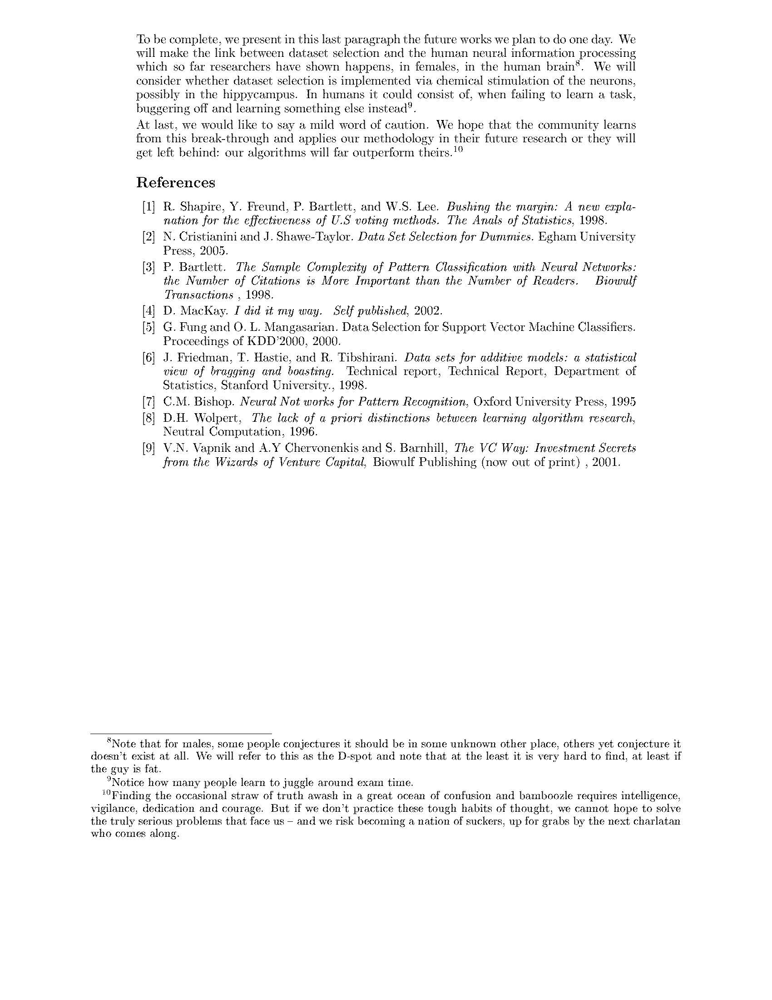 To be complete, we present in this last paragraph the future works we plan to do one day. We
will make the link between dataset selection and the human neural information processing
which so far researchers have shown happens, in females, in the human brain⁸. We will
consider whether dataset selection is implemented via chemical stimulation of the neurons,
possibly in the hippycampus. In humans it could consist of, when failing to learn a task,
buggering off and learning something else instead⁹.
At last, we would like to say a mild word of caution. We hope that the community learns
from this break-through and applies our methodology in their future research or they will
get left behind: our algorithms will far outperform theirs.¹⁰
References
[1] R. Shapire, Y. Freund, P. Bartlett, and W.S. Lee. Bushing the margin: A new expla-
nation for the effectiveness of U.S voting methods. The Anals of Statistics, 1998.
[2] N. Cristianini and J. Shawe-Taylor. Data Set Selection for Dummies. Egham University
Press, 2005.
[3] P. Bartlett. The Sample Complexity of Pattern Classification with Neural Networks:
the Number of Citations is More Important than the Number of Readers. Biowulf
Transactions , 1998.
[4] D. MacKay. I did it my way. Self published, 2002.
[5] G. Fung and O. L. Mangasarian. Data Selection for Support Vector Machine Classifiers.
Proceedings of KDD'2000, 2000.
[6] J. Friedman, T. Hastie, and R. Tibshirani. Data sets for additive models: a statistical
view of bragging and boasting. Technical report, Technical Report, Department of
Statistics, Stanford University., 1998.
[7] C.M. Bishop. Neural Not works for Pattern Recognition, Oxford University Press, 1995
[8] D.H. Wolpert, The lack of a priori distinctions between learning algorithm research,
Neutral Computation, 1996.
[9] V.N. Vapnik and A.Y Chervonenkis and S. Barnhill, The VC Way: Investment Secrets
from the Wizards of Venture Capital, Biowulf Publishing (now out of print) , 2001.
⁸Note that for males, some people conjectures it should be in some unknown other place, others yet conjecture it
doesn't exist at all. We will refer to this as the D-spot and note that at the least it is very hard to find, at least if
the guy is fat.
⁹Notice how many people learn to juggle around exam time.
¹⁰Finding the occasional straw of truth awash in a great ocean of confusion and bamboozle requires intelligence,
vigilance, dedication and courage. But if we don't practice these tough habits of thought, we cannot hope to solve
the truly serious problems that face us – and we risk becoming a nation of suckers, up for grabs by the next charlatan
who comes along.